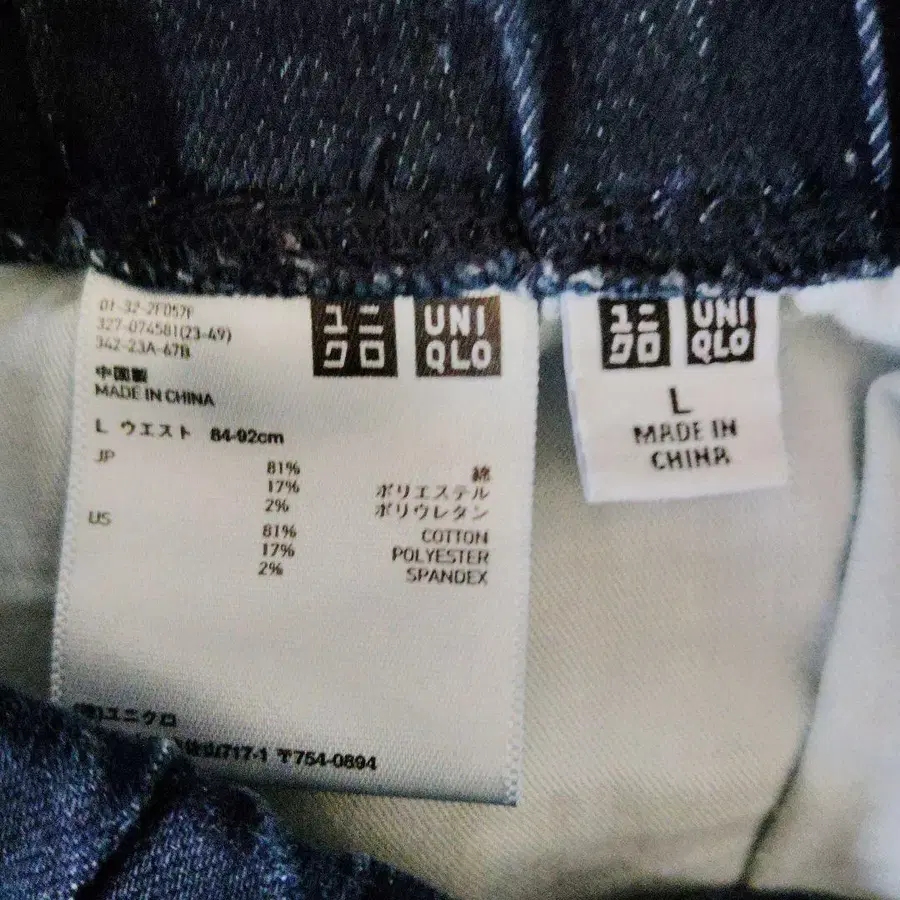 01-32-2F057F
327-074581(23-49)
342-23A-67B
ユニ
クロ
UNI
QLO
中国製
MADE IN CHINA
L ウエスト 84-92cm
JP
81% 綿
17% ポリエステル
2% ポリウレタン
US
81% COTTON
17% POLYESTER
2% SPANDEX
ユニクロ
717-1 〒754-0894
ユニ
クロ
UNI
QLO
L
MADE IN
CHINA